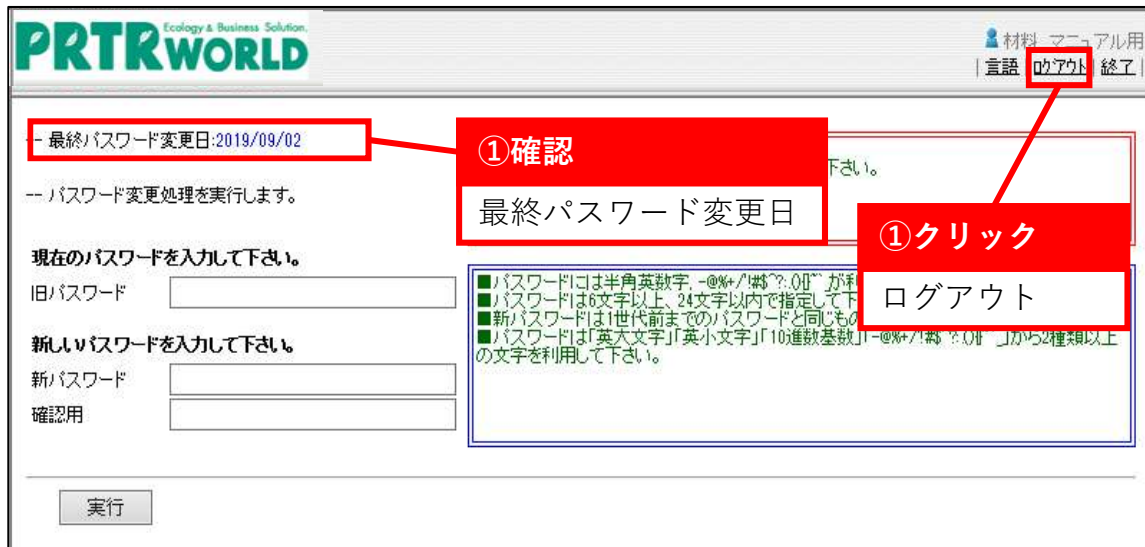 Ecology & Business Solution.
PRTRWORLD
材料 マニュアル用
| 言語 | ログアウト | 終了 |
-- 最終パスワード変更日:2019/09/02
①確認
最終パスワード変更日
下さい。
-- パスワード変更処理を実行します。
①クリック
ログアウト
現在のパスワードを入力して下さい。
旧パスワード
■パスワードには半角英数字, が利
■パスワードは6文字以上、24文字以内で指定して下
■新パスワードは1世代前までのパスワードと同じもの
■パスワードは「英大文字」「英小文字」「10進数基数」 から2種類以上
の文字を利用して下さい。
新しいパスワードを入力して下さい。
新パスワード
確認用
実行